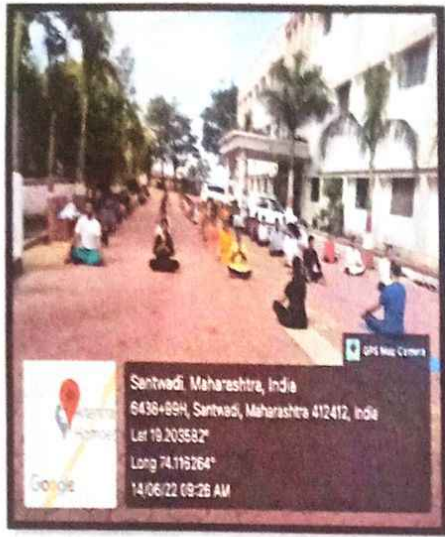 GPS Map Camera
Santwadi, Maharashtra, India
6438+99H, Santwadi, Maharashtra 412412, India
Lat 19.203582°
Long 74.116264°
14/06/22 09:26 AM
Google